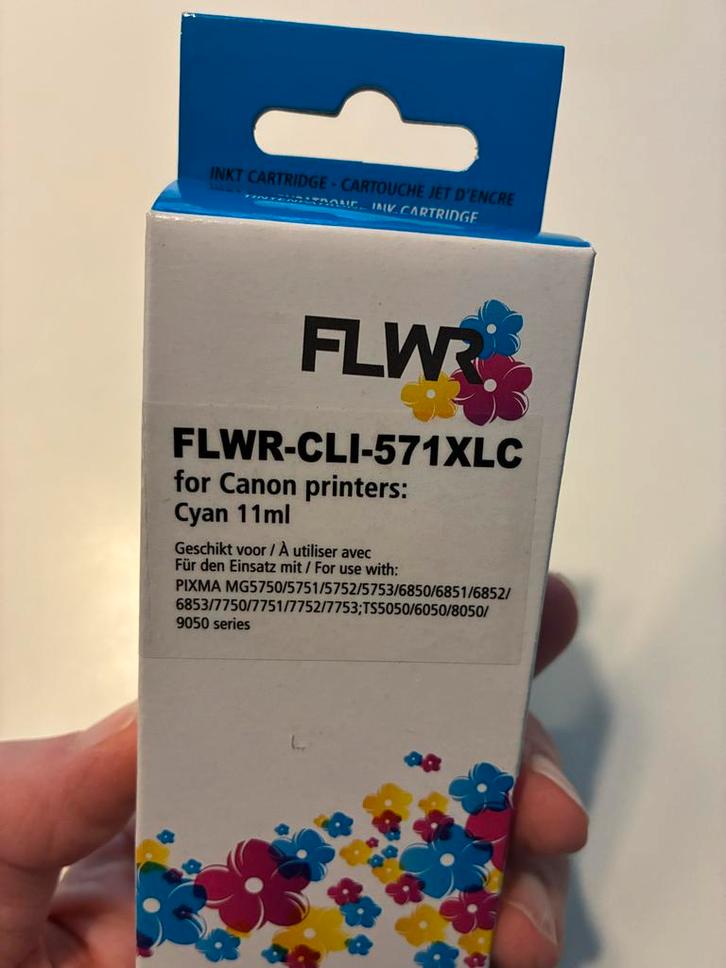 INKT CARTRIDGE - CARTOUCHE JET D'ENCRE
INK CARTRIDGE
FLWR
FLWR-CLI-571XLC
for Canon printers:
Cyan 11ml
Geschikt voor / À utiliser avec
Für den Einsatz mit / For use with:
PIXMA MG5750/5751/5752/5753/6850/6851/6852/
6853/7750/7751/7752/7753;TS5050/6050/8050/
9050 series